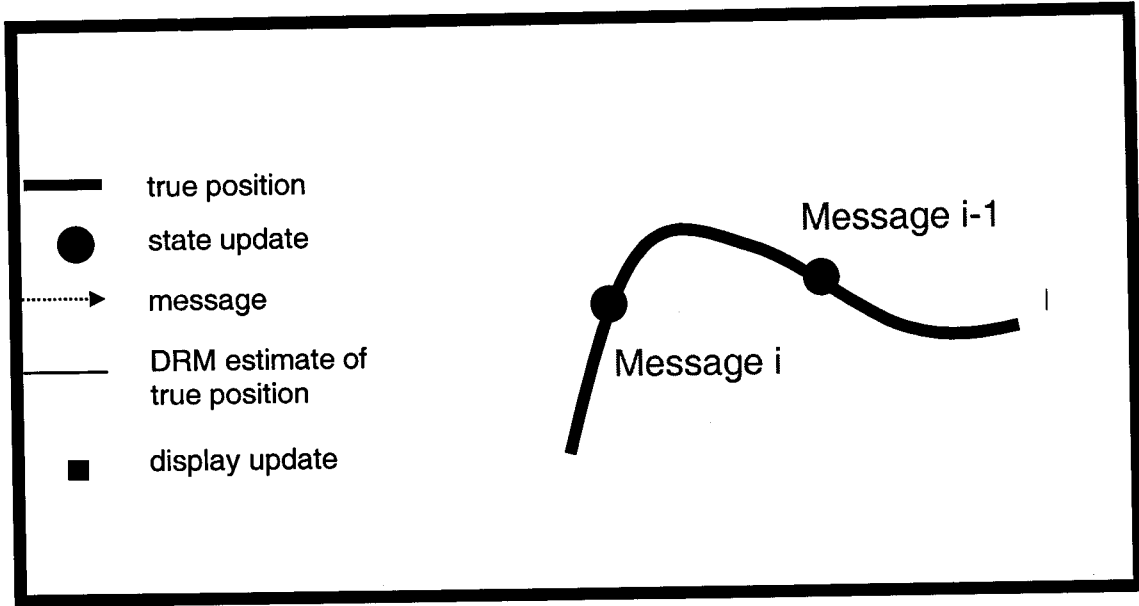 true position
state update
message
DRM estimate of
true position
display update
Message i-1
Message i